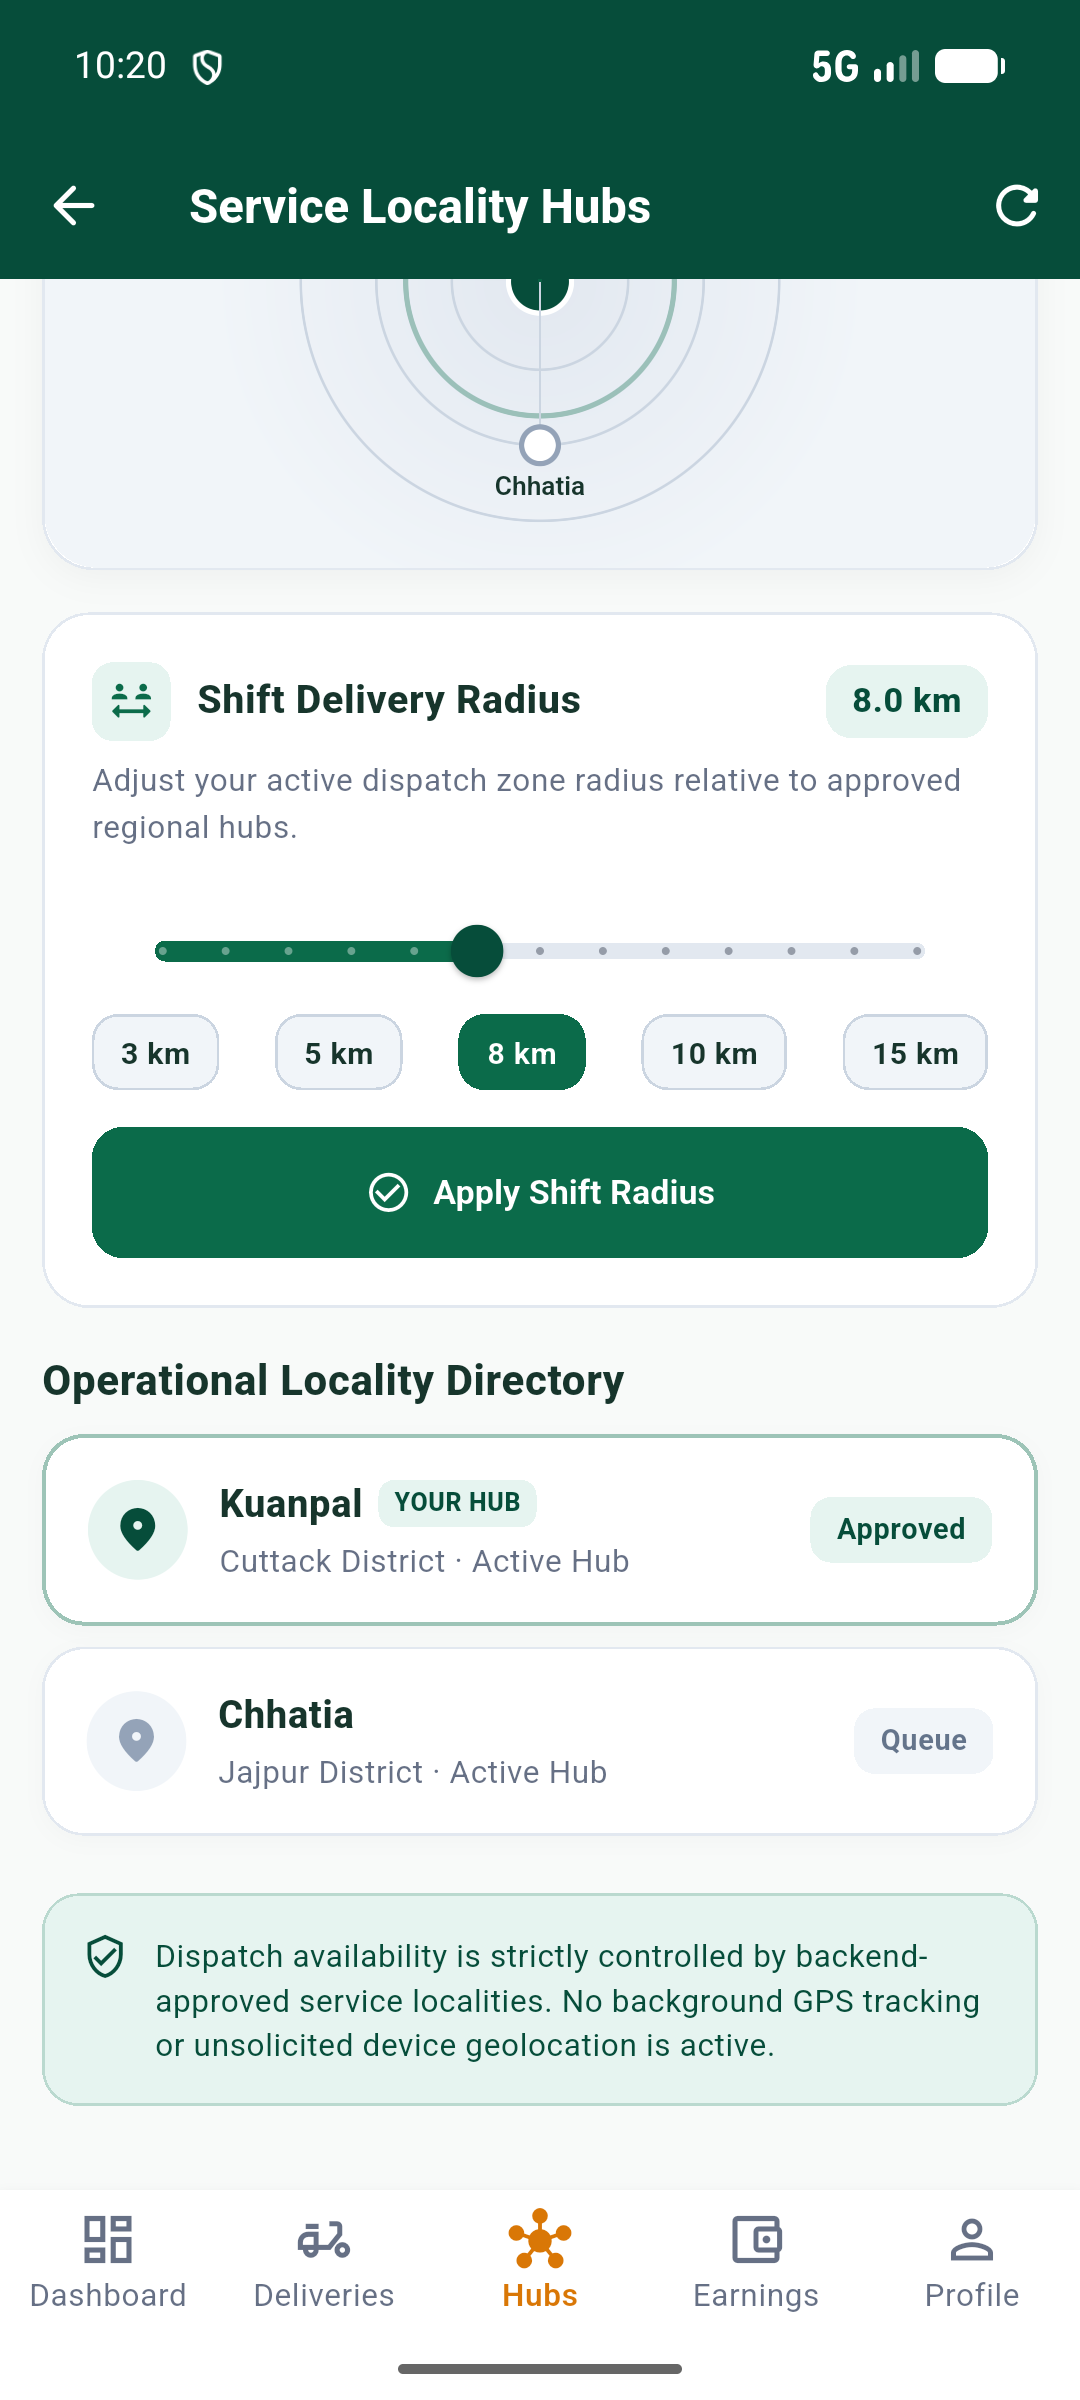 10:20
5G
Service Locality Hubs
Chhatia
Shift Delivery Radius
8.0 km
Adjust your active dispatch zone radius relative to approved
regional hubs.
3 km
5 km
8 km
10 km
15 km
Apply Shift Radius
Operational Locality Directory
Kuanpal
YOUR HUB
Cuttack District · Active Hub
Approved
Chhatia
Jajpur District · Active Hub
Queue
Dispatch availability is strictly controlled by backend-
approved service localities. No background GPS tracking
or unsolicited device geolocation is active.
Dashboard
Deliveries
Hubs
Earnings
Profile